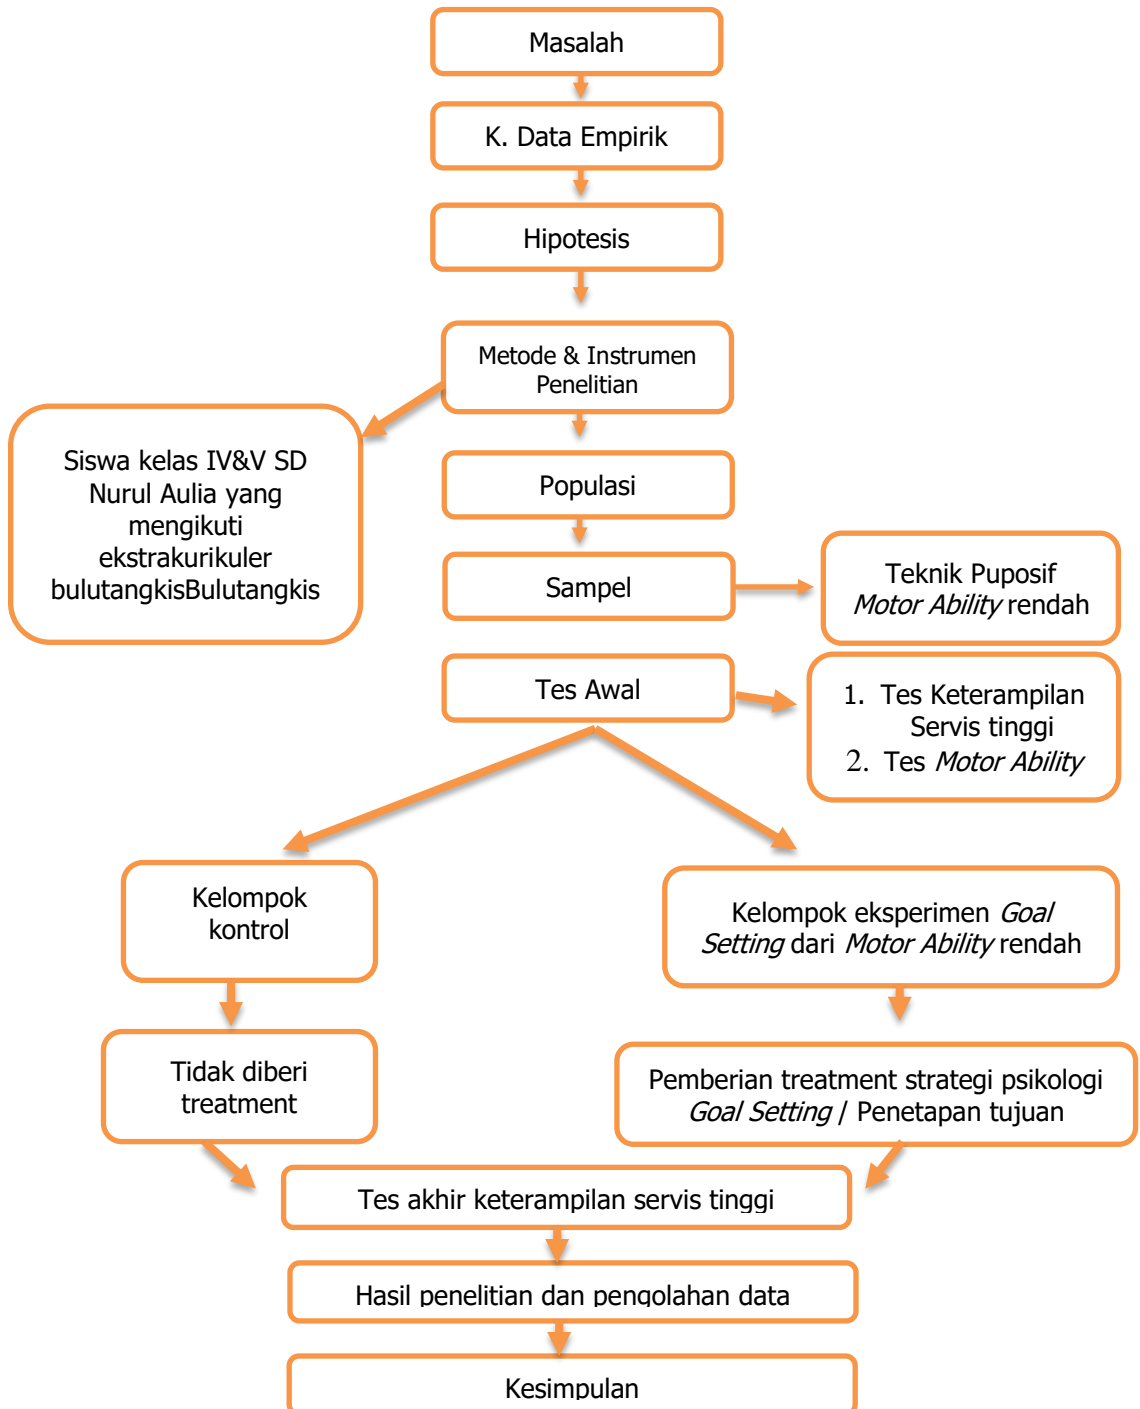 Masalah
K. Data Empirik
Hipotesis
Metode & Instrumen
Penelitian
Siswa kelas IV&V SD
Nurul Aulia yang
mengikuti
ekstrakurikuler
bulutangkisBulutangkis
Populasi
Sampel
Teknik Puposif
Motor Ability rendah
Tes Awal
1. Tes Keterampilan
Servis tinggi
2. Tes Motor Ability
Kelompok
kontrol
Kelompok eksperimen Goal
Setting dari Motor Ability rendah
Tidak diberi
treatment
Pemberian treatment strategi psikologi
Goal Setting / Penetapan tujuan
Tes akhir keterampilan servis tinggi
Hasil penelitian dan pengolahan data
Kesimpulan